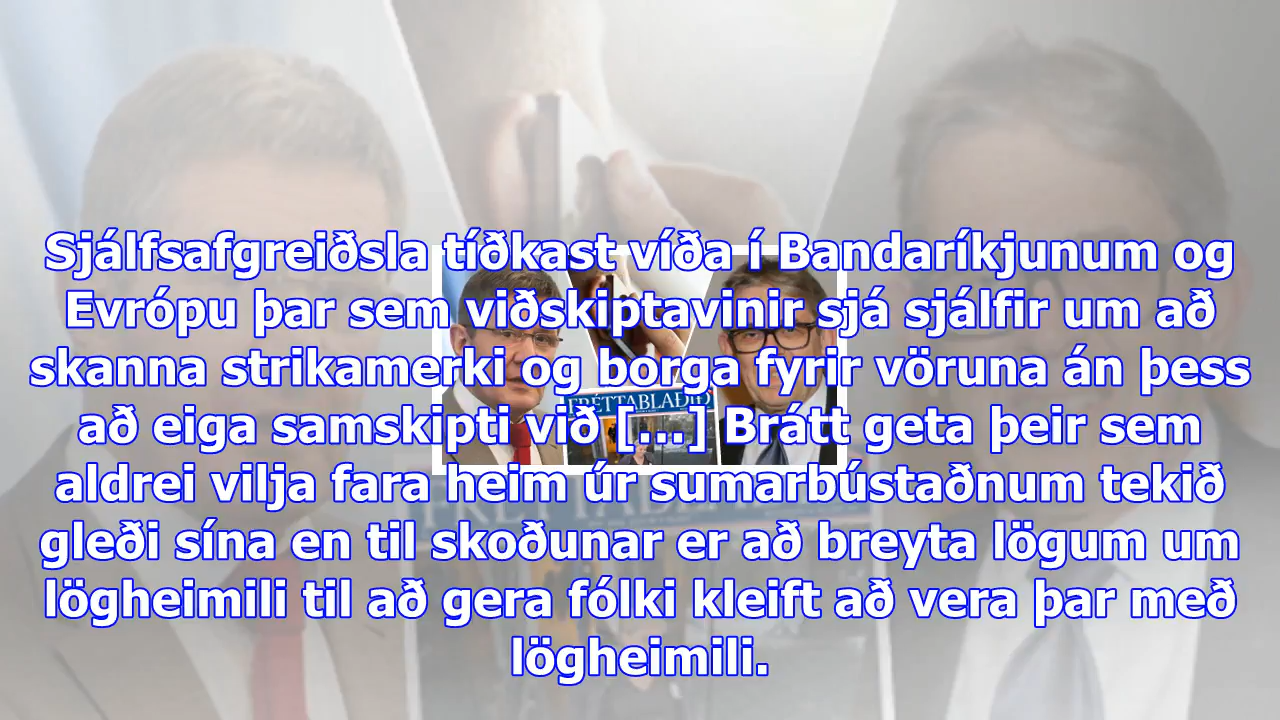 Sjálfsafgreiðsla tíðkast víða í Bandaríkjunum og
Evrópu þar sem viðskiptavinir sjá sjálfir um að
skanna strikamerki og borga fyrir vöruna án þess
FRÉTTABLAÐIÐ
að eiga samskipti við [...] Brátt geta þeir sem
aldrei vilja fara heim úr sumarbústaðnum tekið
gleði sína en til skoðunar er að breyta lögum um
lögheimili til að gera fólki kleift að vera þar með
lögheimili.